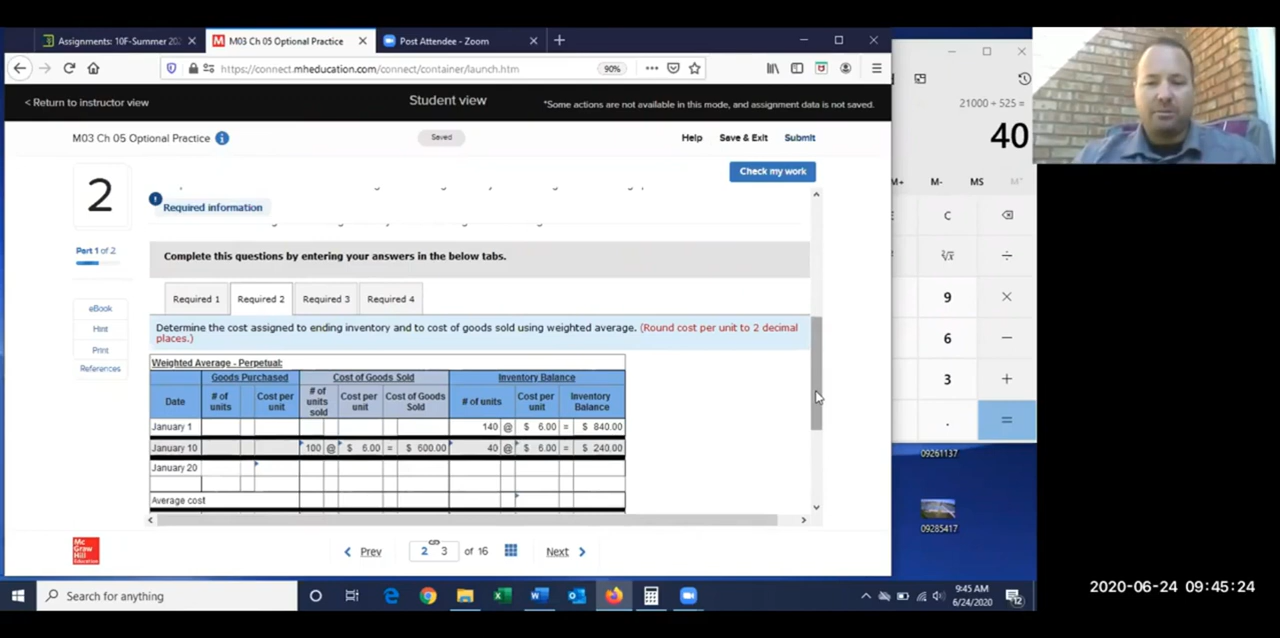 Assignments: 10F-Summer 202
M03 Ch 05 Optional Practice
Post Attendee - Zoom
https://connect.mheducation.com/connect/container/launch.htm
90%
< Return to instructor view
Student view
*Some actions are not available in this mode, and assignment data is not saved.
M03 Ch 05 Optional Practice
Saved
Help
Save & Exit
Submit
2
Check my work
Required information
Part 1 of 2
Complete this questions by entering your answers in the below tabs.
eBook
Hint
Print
References
Required 1
Required 2
Required 3
Required 4
Determine the cost assigned to ending inventory and to cost of goods sold using weighted average. (Round cost per unit to 2 decimal
places.)
Weighted Average - Perpetual:
Goods Purchased
Cost of Goods Sold
Inventory Balance
Date
# of units
Cost per unit
# of units sold
Cost per unit
Cost of Goods Sold
# of units
Cost per unit
Inventory Balance
January 1 140 @ $ 6.00 = $ 840.00
January 10 100 @ $ 6.00 = $ 600.00 40 @ $ 6.00 = $ 240.00
January 20
Average cost
Mc
Graw
Hill
Education
Prev
2 3 of 16
Next
21000 ÷ 525 =
40
M+ M- MS
C
9
6
3
09261137
09285417
Search for anything
9:45 AM
6/24/2020
12
2020-06-24 09:45:24